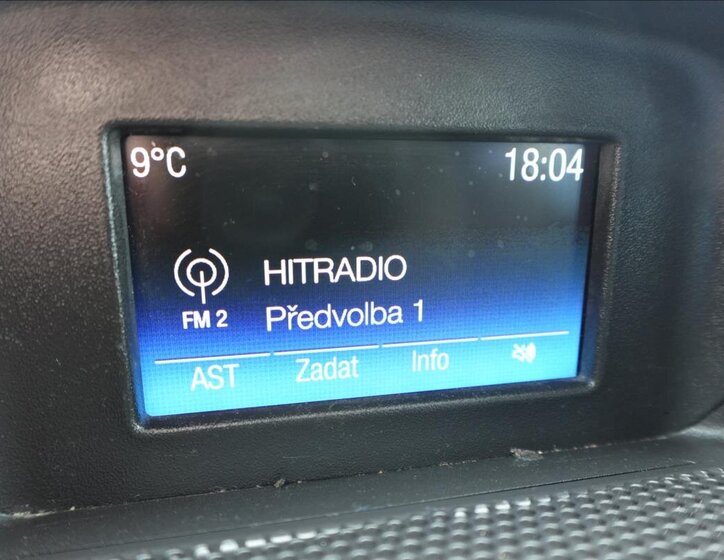 9°C 18:04
HITRADIO
FM 2 Předvolba 1
AST Zadat Info